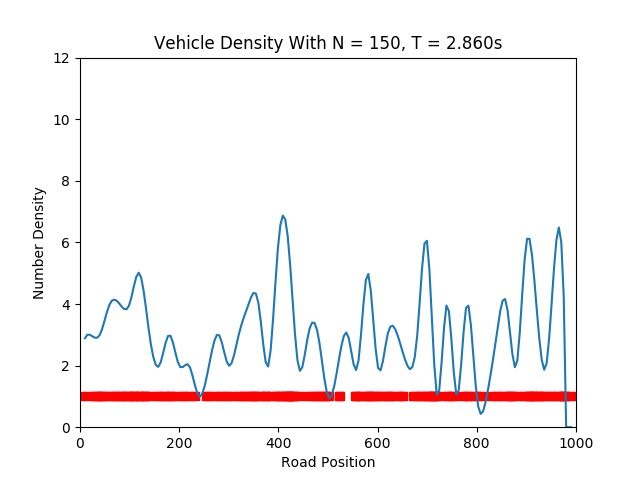 Vehicle Density With N = 150, T = 2.860s
12
10
8
6
4
2
0
Number Density
0 200 400 600 800 1000
Road Position